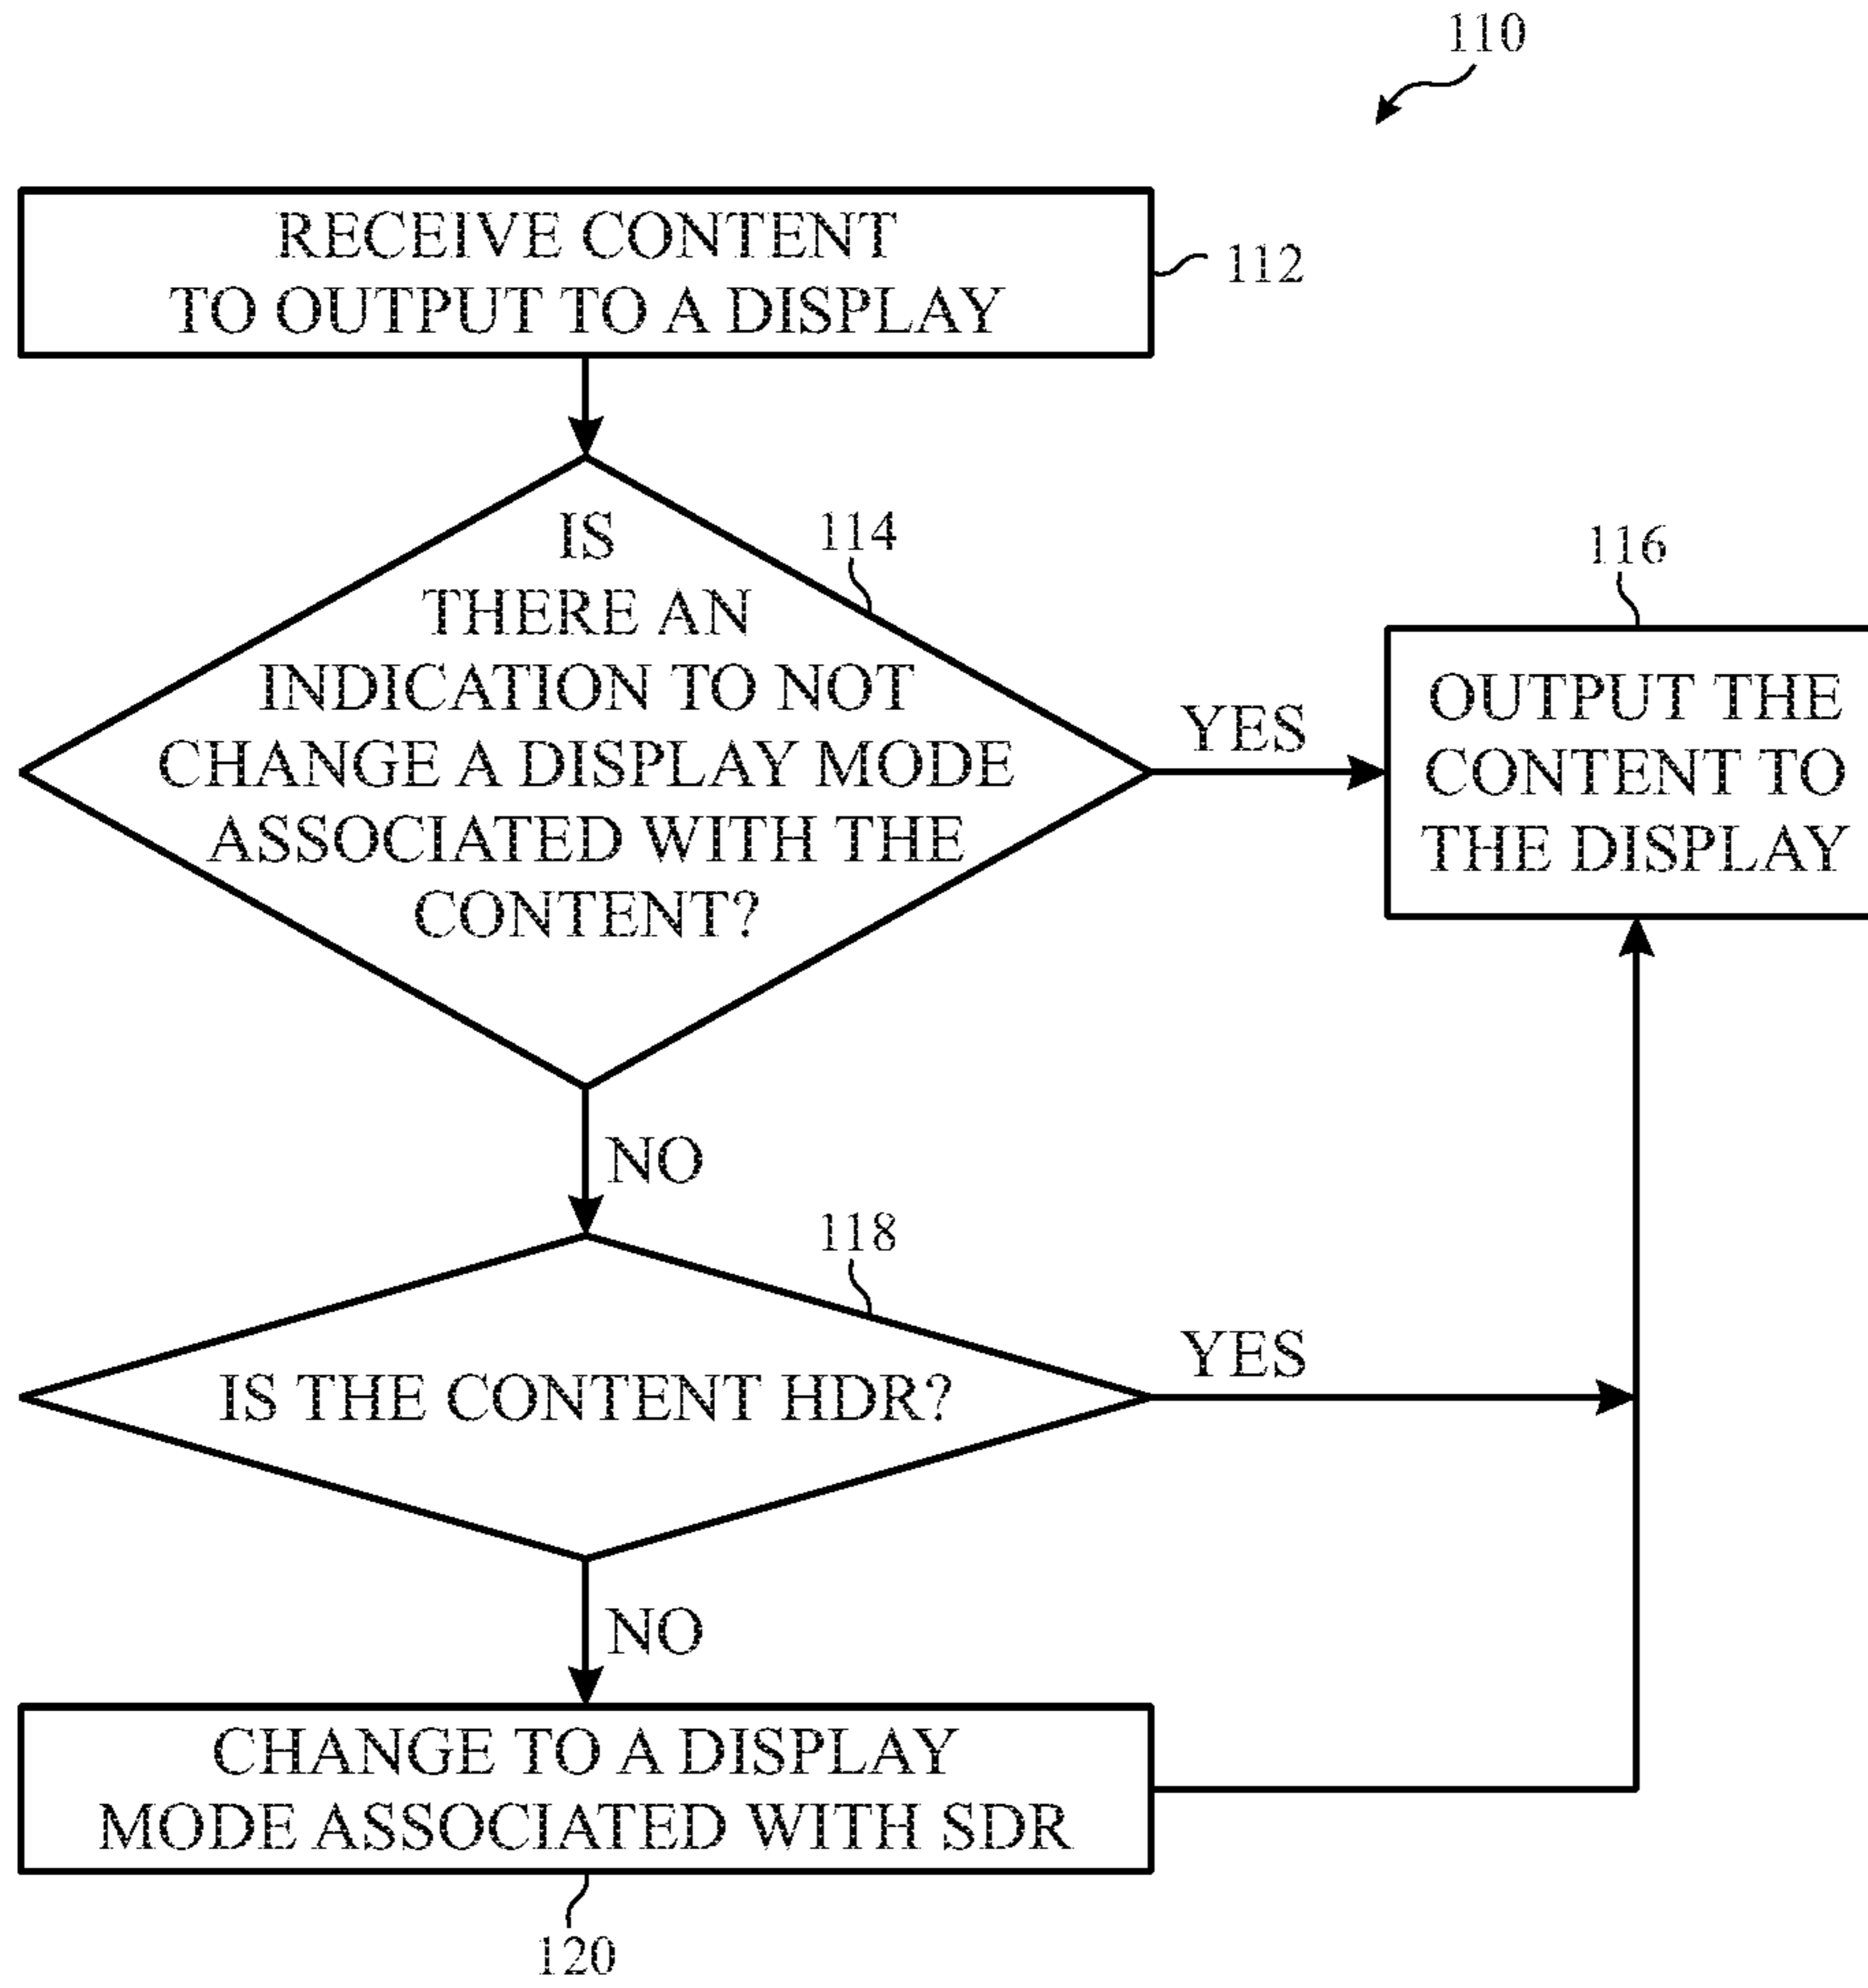 110
RECEIVE CONTENT
TO OUTPUT TO A DISPLAY
112
IS
THERE AN
INDICATION TO NOT
CHANGE A DISPLAY MODE
ASSOCIATED WITH THE
CONTENT?
114
YES
116
OUTPUT THE
CONTENT TO
THE DISPLAY
NO
118
IS THE CONTENT HDR?
YES
NO
CHANGE TO A DISPLAY
MODE ASSOCIATED WITH SDR
120